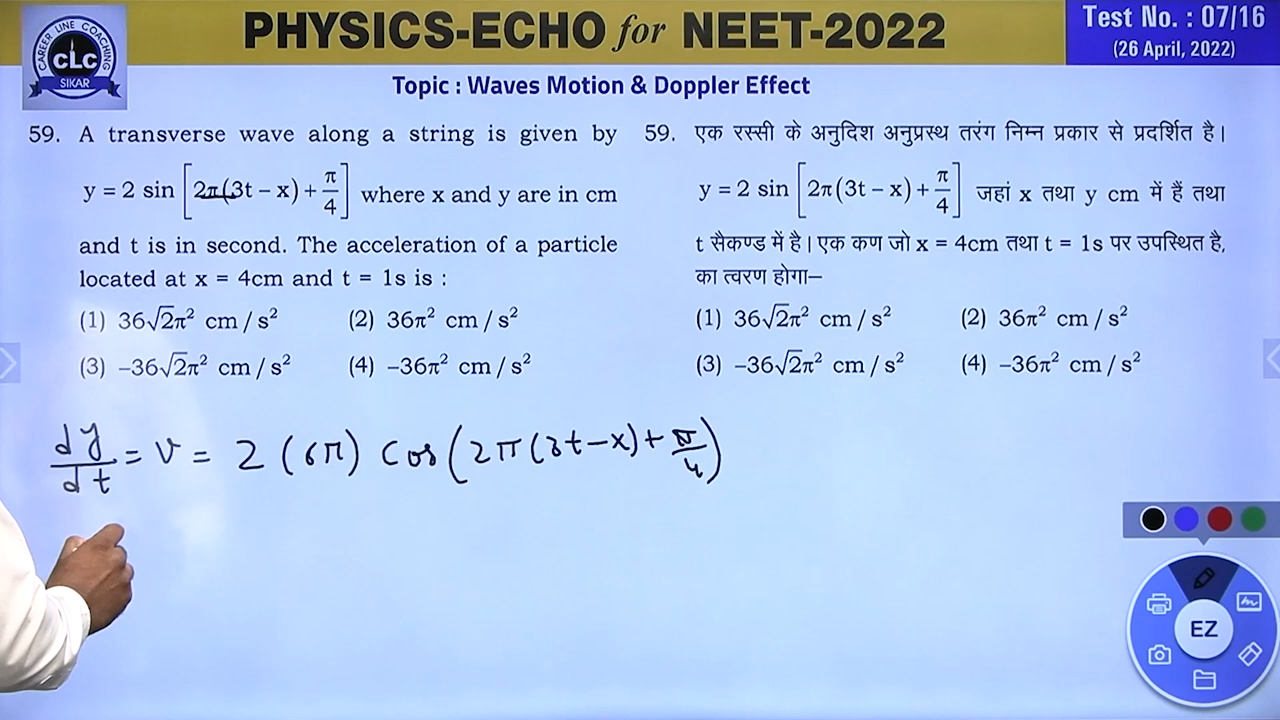 CAREER LINE COACHING
CLC
SIKAR
PHYSICS-ECHO for NEET-2022
Test No. : 07/16
(26 April, 2022)
Topic : Waves Motion & Doppler Effect
59. A transverse wave along a string is given by
y = 2 sin [2π(3t − x) + π/4] where x and y are in cm
and t is in second. The acceleration of a particle
located at x = 4cm and t = 1s is :
(1) 36√2π² cm / s² (2) 36π² cm / s²
(3) −36√2π² cm / s² (4) −36π² cm / s²
59. एक रस्सी के अनुदिश अनुप्रस्थ तरंग निम्न प्रकार से प्रदर्शित है।
y = 2 sin [2π(3t − x) + π/4] जहां x तथा y cm में हैं तथा
t सैकण्ड में है। एक कण जो x = 4cm तथा t = 1s पर उपस्थित है,
का त्वरण होगा–
(1) 36√2π² cm / s² (2) 36π² cm / s²
(3) −36√2π² cm / s² (4) −36π² cm / s²
dy/dt = v = 2 (6π) cos(2π(3t−x)+π/4)
EZ